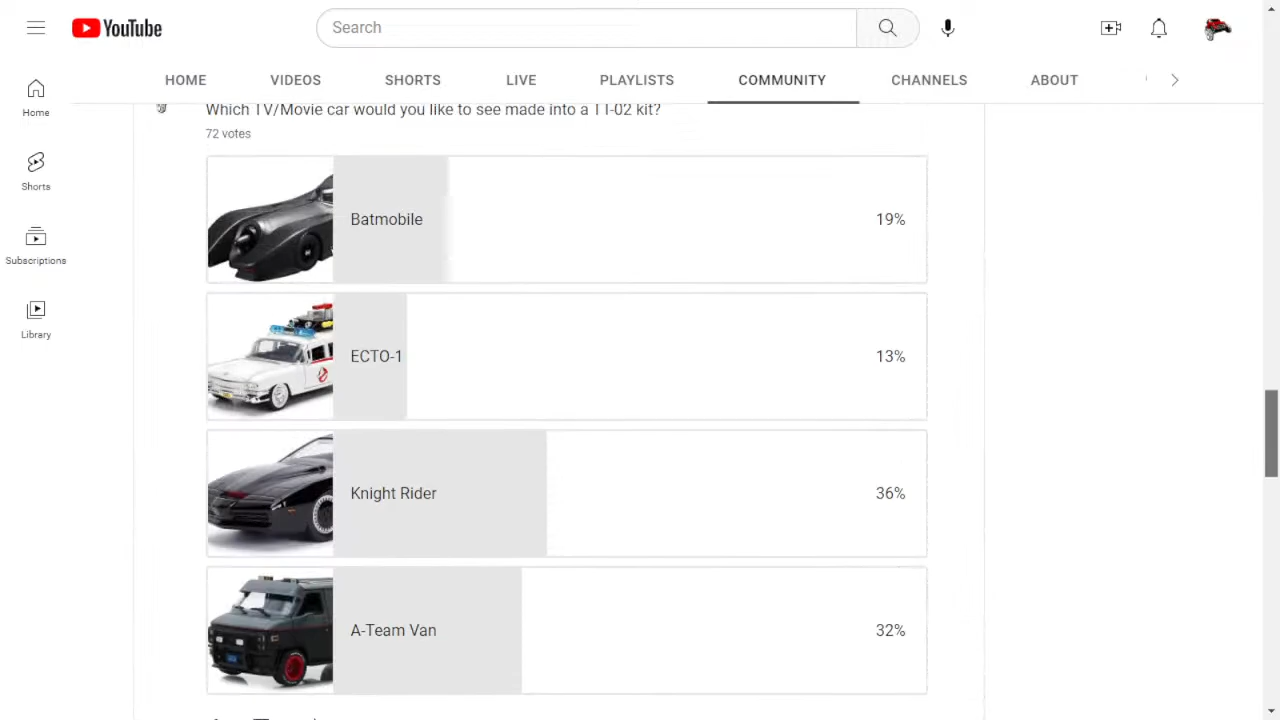 YouTube
Search
HOME
VIDEOS
SHORTS
LIVE
PLAYLISTS
COMMUNITY
CHANNELS
ABOUT
Home
Shorts
Subscriptions
Library
Which TV/Movie car would you like to see made into a TT-02 kit?
72 votes
Batmobile 19%
ECTO-1 13%
Knight Rider 36%
A-Team Van 32%